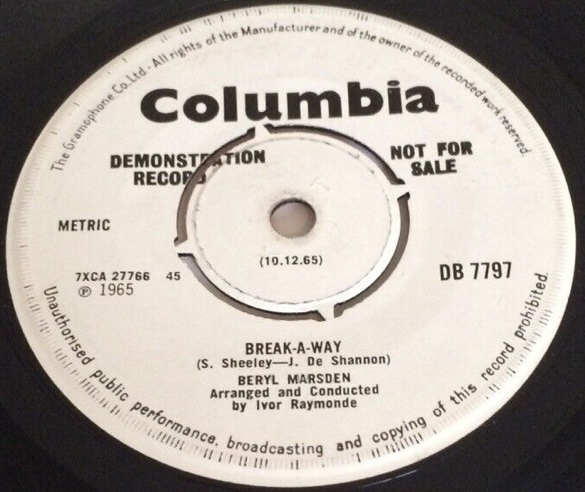 The Gramophone Co. Ltd - All rights of the Manufacturer and of the owner of the recorded work reserved.
Columbia
DEMONSTRATION
RECORD
NOT FOR
SALE
METRIC
(10.12.65)
7XCA 27766 45
℗ 1965
DB 7797
BREAK-A-WAY
(S. Sheeley—J. De Shannon)
BERYL MARSDEN
Arranged and Conducted
by Ivor Raymonde
Unauthorised public performance, broadcasting and copying of this record prohibited.